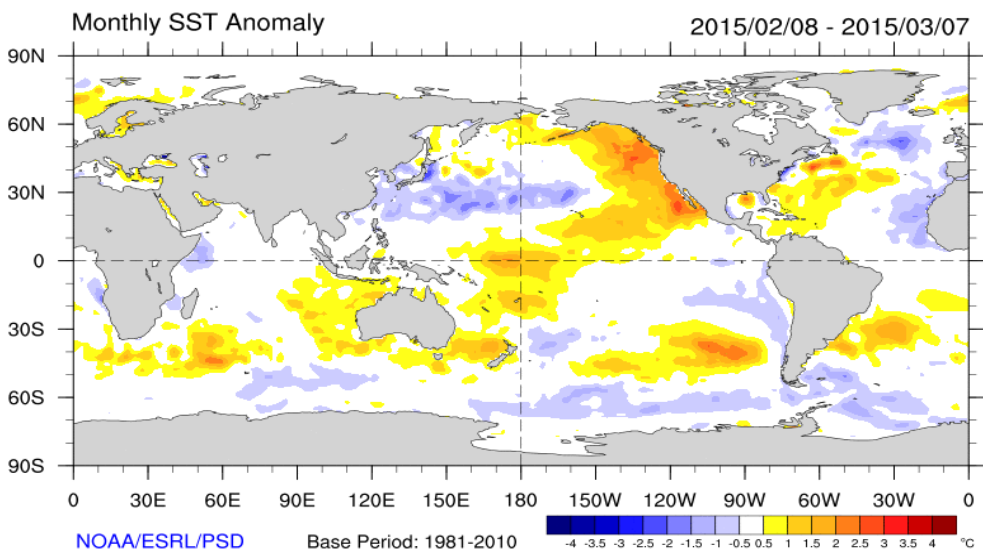 Monthly SST Anomaly 2015/02/08 - 2015/03/07
90N
60N
30N
0
30S
60S
90S
0 30E 60E 90E 120E 150E 180 150W 120W 90W 60W 30W 0
NOAA/ESRL/PSD Base Period: 1981-2010
-4 -3.5 -3 -2.5 -2 -1.5 -1 -0.5 0.5 1 1.5 2 2.5 3 3.5 4 °C